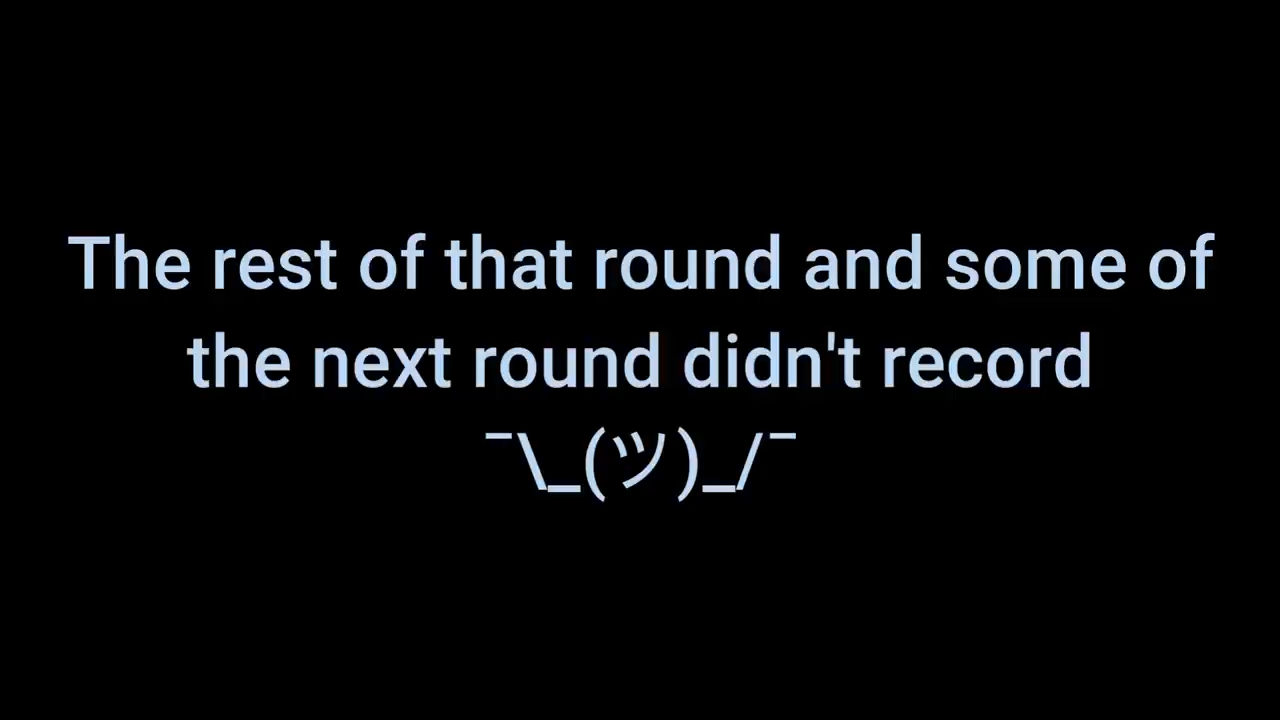 The rest of that round and some of
the next round didn't record
¯\_(ツ)_/¯